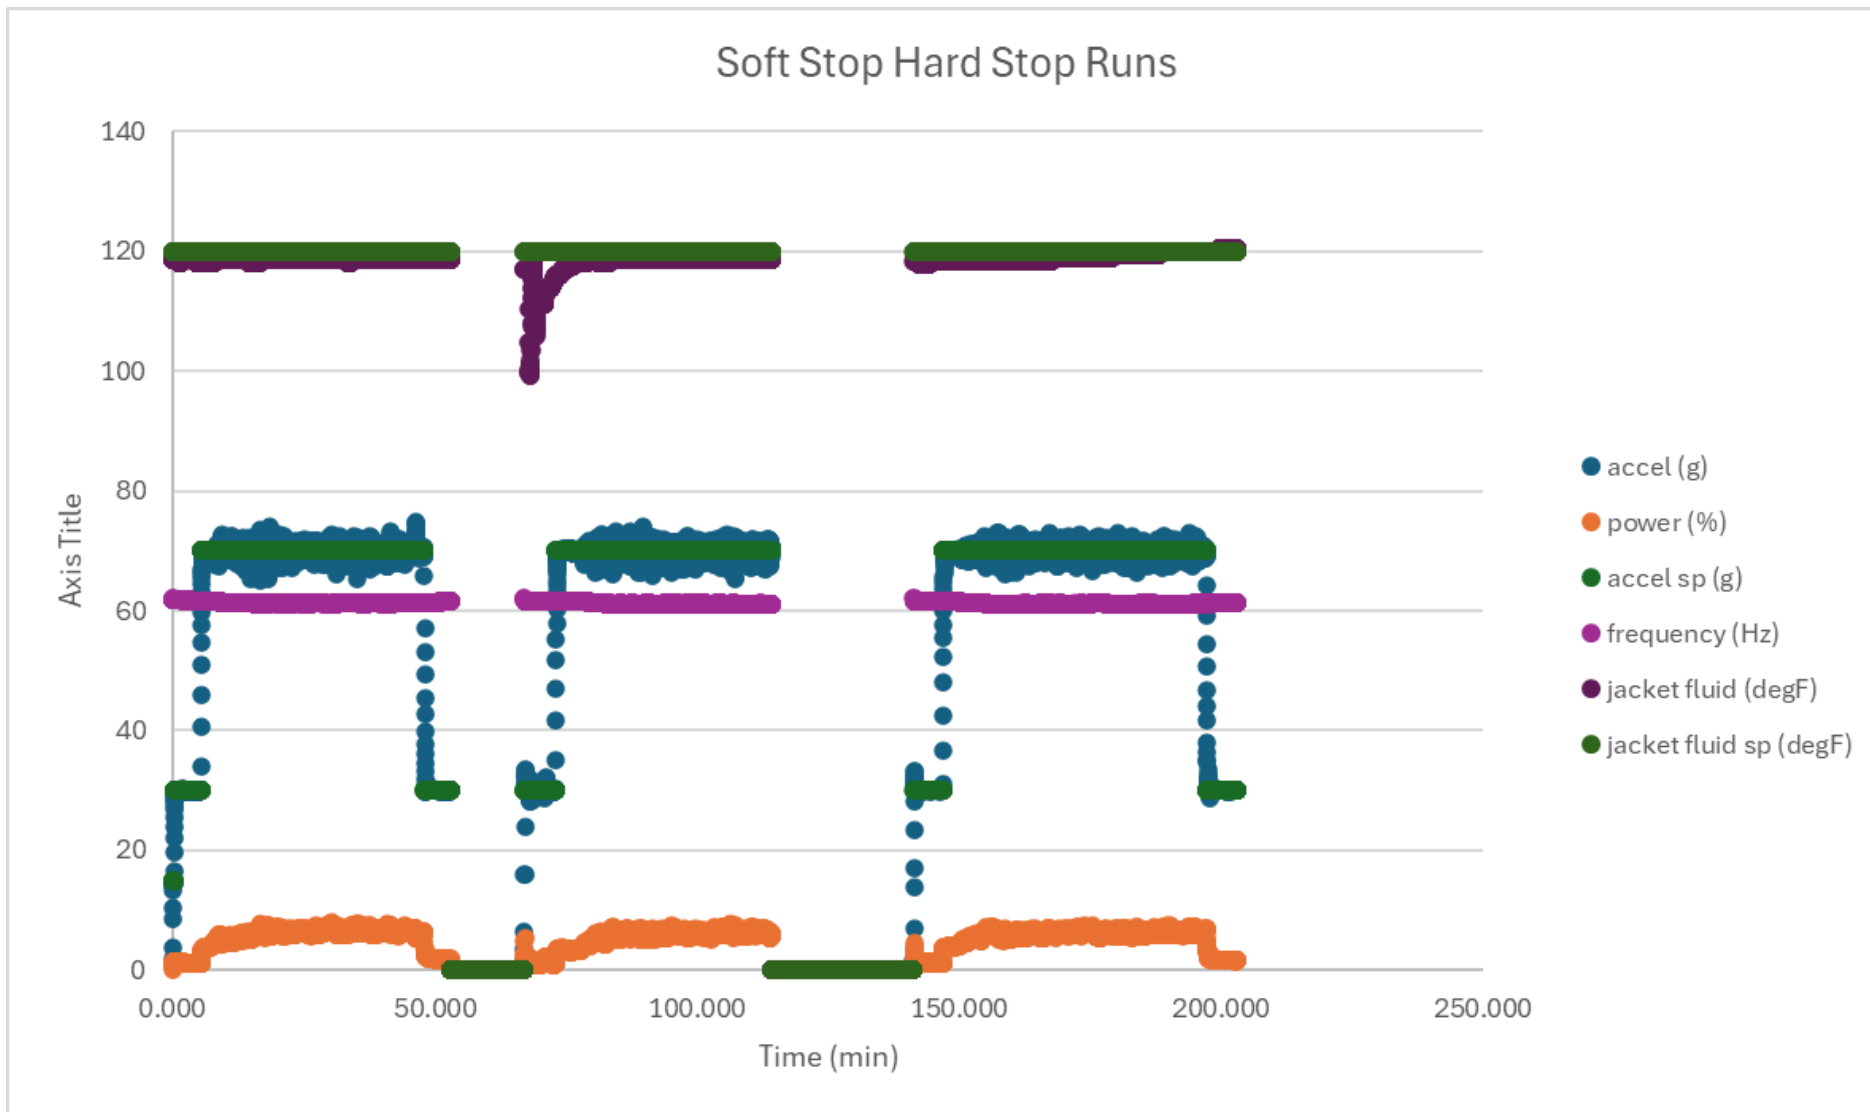 Soft Stop Hard Stop Runs
140
120
100
80
60
40
20
0
Axis Title
0.000 50.000 100.000 150.000 200.000 250.000
Time (min)
accel (g)
power (%)
accel sp (g)
frequency (Hz)
jacket fluid (degF)
jacket fluid sp (degF)